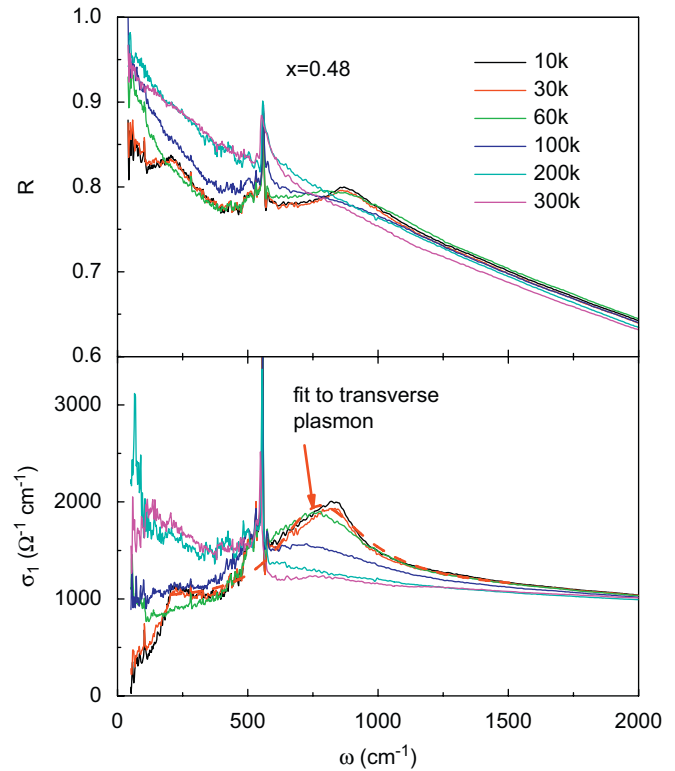 1.0
0.9
0.8
0.7
0.6
R
x=0.48
10k
30k
60k
100k
200k
300k
3000
2000
1000
0
σ₁ (Ω⁻¹ cm⁻¹)
fit to transverse
plasmon
0 500 1000 1500 2000
ω (cm⁻¹)